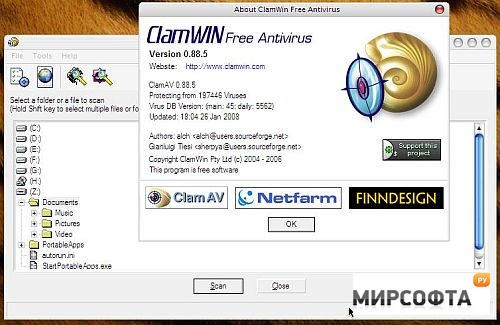 About ClamWin Free Antivirus
ClamWIN Free Antivirus
Version 0.88.5
Website: http://www.clamwin.com
ClamAV 0.88.5
Protecting from 197446 Viruses
Virus DB Version: (main: 45; daily: 5562)
Updated: 18:04 26 Jan 2008
Authors: alch <alch@users.sourceforge.net>
Gianluigi Tiesi <sherpya@users.sourceforge.net>
Copyright ClamWin Pty Ltd (c) 2004 - 2006
This program is free software
Support this
project
ClamAV
Netfarm
FINNDESIGN
OK
File Tools Help
Select a folder or a file to scan
(Hold Shift key to select multiple files or fo
(C:)
(D:)
(E:)
(F:)
(G:)
(H:)
(Z:)
Documents
Music
Pictures
Video
PortableApps
autorun.ini
StartPortableApps.exe
Scan
Close
МИРСОФТА
РУ